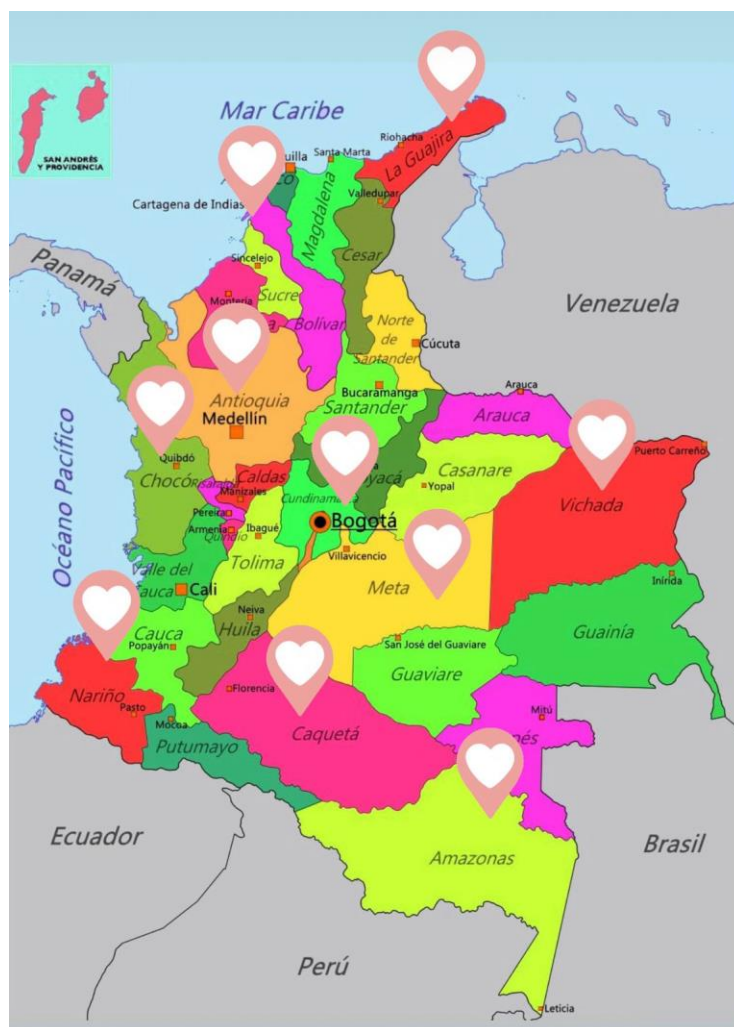 SAN ANDRÉS
Y PROVIDENCIA
Mar Caribe
Riohacha
La Guajira
Santa Marta
Cartagena de Indias
Valledupar
Magdalena
Cesar
Panamá
Sincelejo
Sucre
Montería
Bolívar
Venezuela
Norte
de
Santander
Cúcuta
Bucaramanga
Santander
Arauca
Arauca
Antioquia
Medellín
Océano Pacífico
Quibdó
Chocó
Caldas
Manizales
Pereira
Armenia
Quindío
Ibagué
Tolima
Bogotá
Casanare
Yopal
Puerto Carreño
Vichada
Villavicencio
Meta
Valle del
Cali
Inírida
Guainía
Neiva
Huila
Cauca
Popayán
San José del Guaviare
Guaviare
Nariño
Pasto
Florencia
Caquetá
Mocoa
Putumayo
Mitú
Amazonas
Ecuador
Brasil
Perú
Leticia